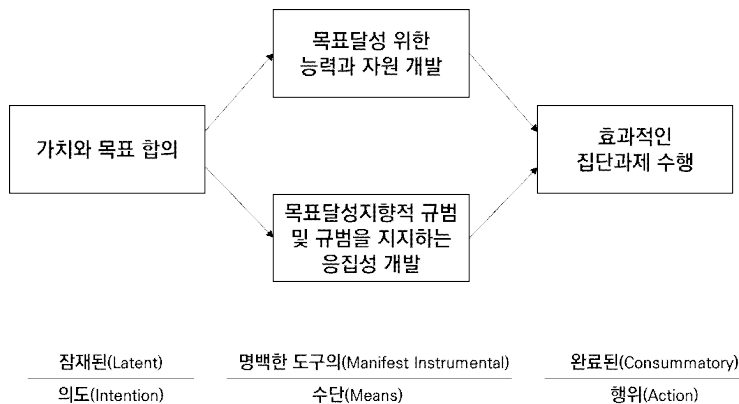 목표달성 위한
능력과 자원 개발
가치와 목표 합의
효과적인
집단과제 수행
목표달성지향적 규범
및 규범을 지지하는
응집성 개발
잠재된(Latent)
의도(Intention)
명백한 도구의(Manifest Instrumental)
수단(Means)
완료된(Consummatory)
행위(Action)